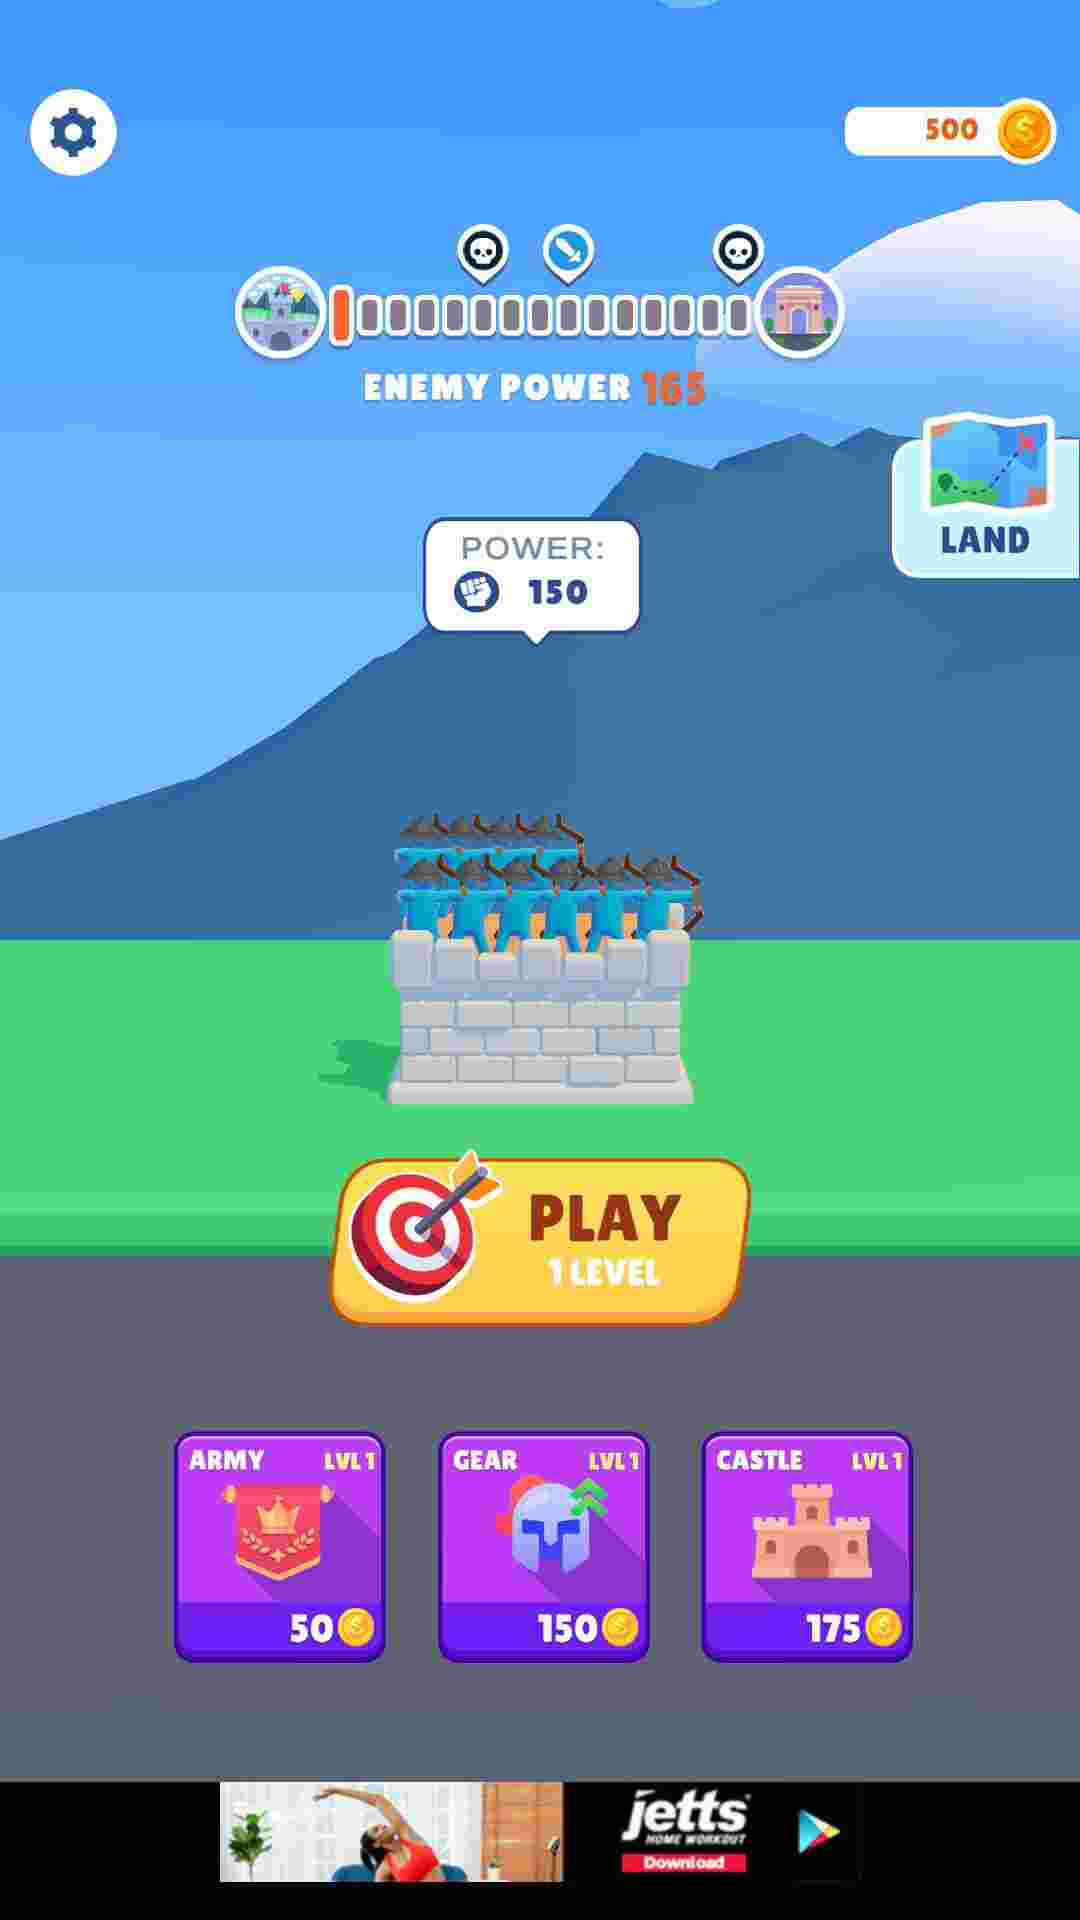 500
ENEMY POWER 165
LAND
POWER:
150
PLAY
1 LEVEL
ARMY LVL 1
50
GEAR LVL 1
150
CASTLE LVL 1
175
jetts
HOME WORKOUT
Download